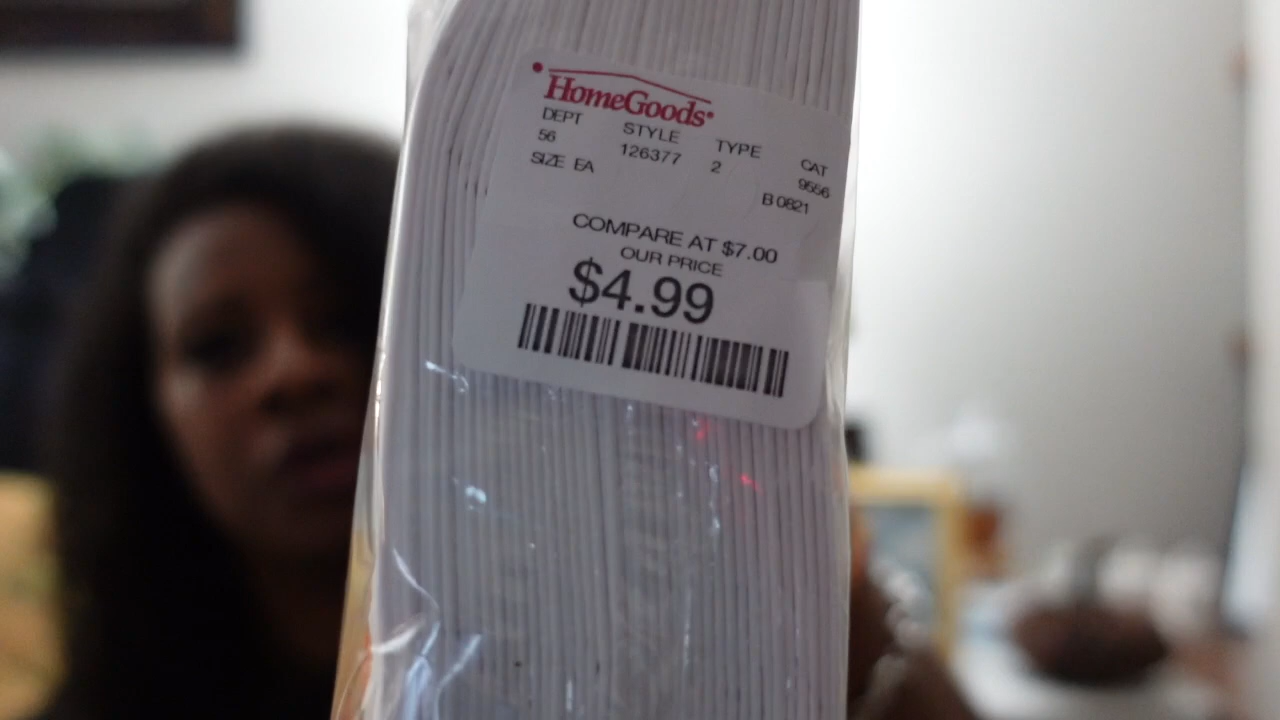 HomeGoods
DEPT STYLE TYPE CAT
56 126377 2 9556
SIZE EA B 0821
COMPARE AT $7.00
OUR PRICE
$4.99